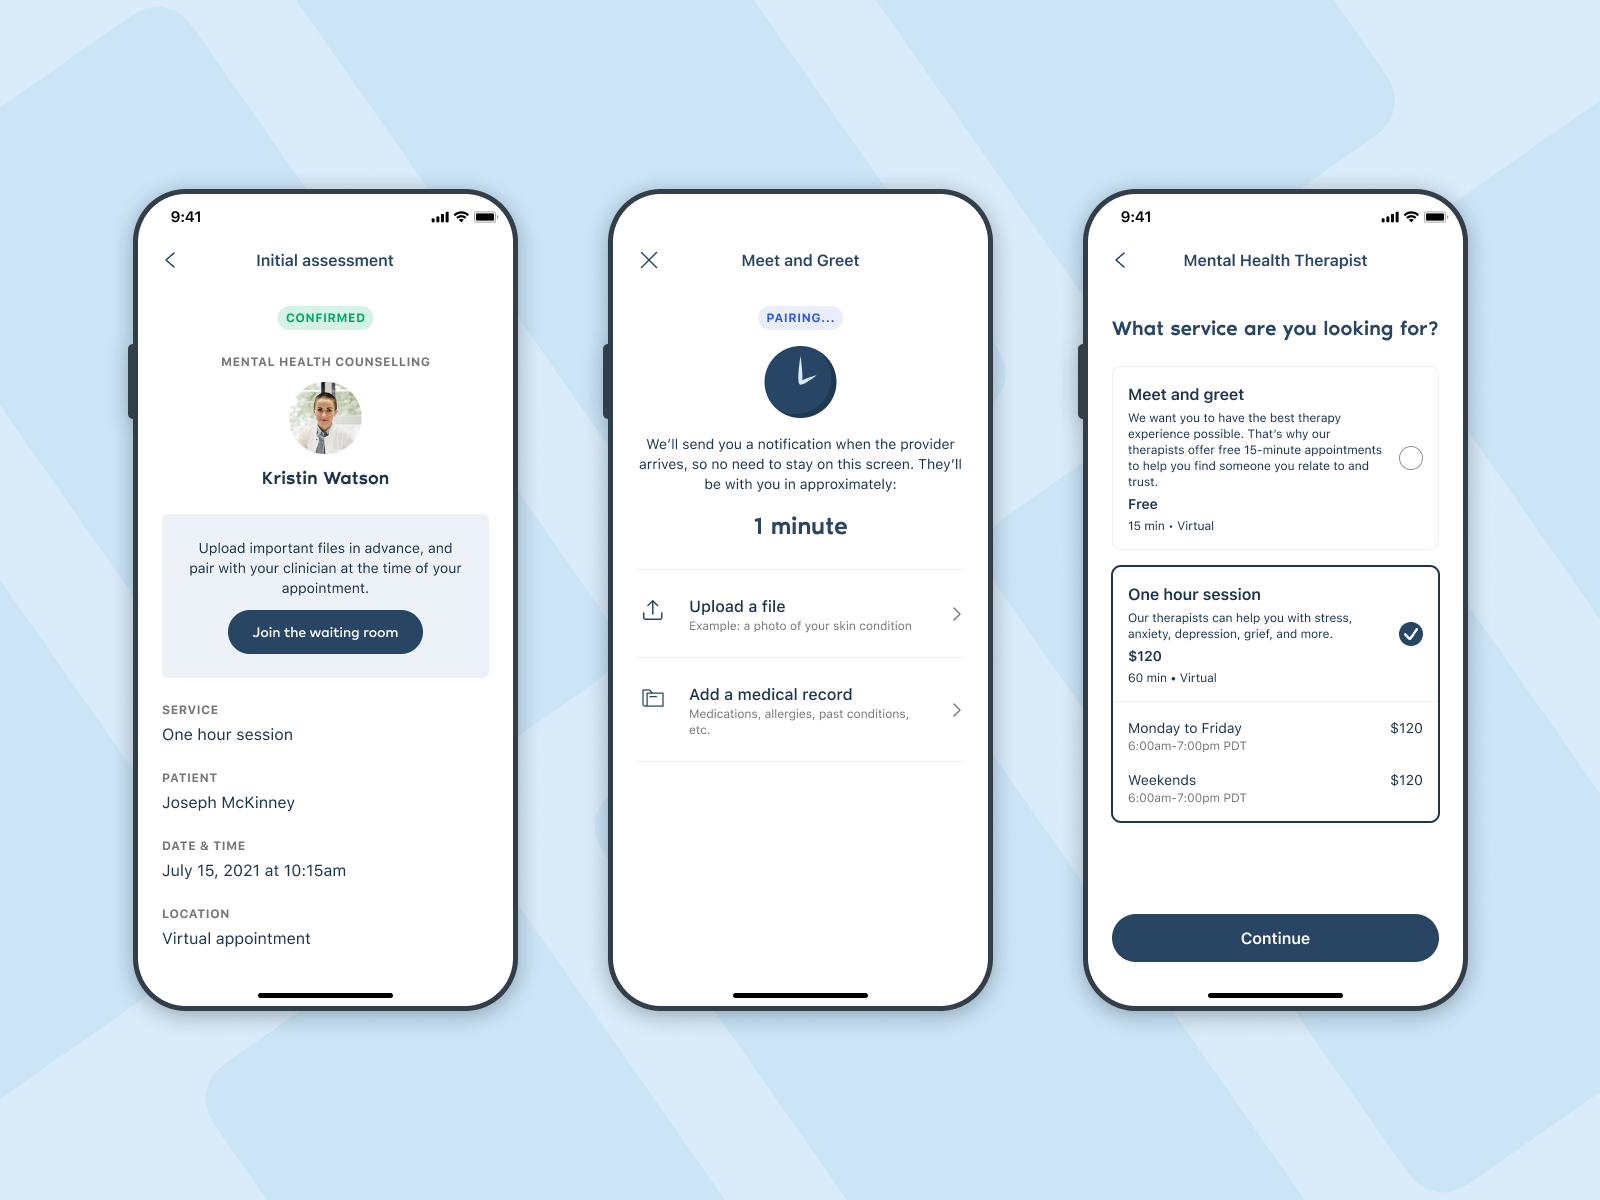 9:41
Initial assessment
CONFIRMED
MENTAL HEALTH COUNSELLING
Kristin Watson
Upload important files in advance, and
pair with your clinician at the time of your
appointment.
Join the waiting room
SERVICE
One hour session
PATIENT
Joseph McKinney
DATE & TIME
July 15, 2021 at 10:15am
LOCATION
Virtual appointment
Meet and Greet
PAIRING...
We’ll send you a notification when the provider
arrives, so no need to stay on this screen. They’ll
be with you in approximately:
1 minute
Upload a file
Example: a photo of your skin condition
Add a medical record
Medications, allergies, past conditions,
etc.
9:41
Mental Health Therapist
What service are you looking for?
Meet and greet
We want you to have the best therapy
experience possible. That’s why our
therapists offer free 15-minute appointments
to help you find someone you relate to and
trust.
Free
15 min • Virtual
One hour session
Our therapists can help you with stress,
anxiety, depression, grief, and more.
$120
60 min • Virtual
Monday to Friday $120
6:00am-7:00pm PDT
Weekends $120
6:00am-7:00pm PDT
Continue